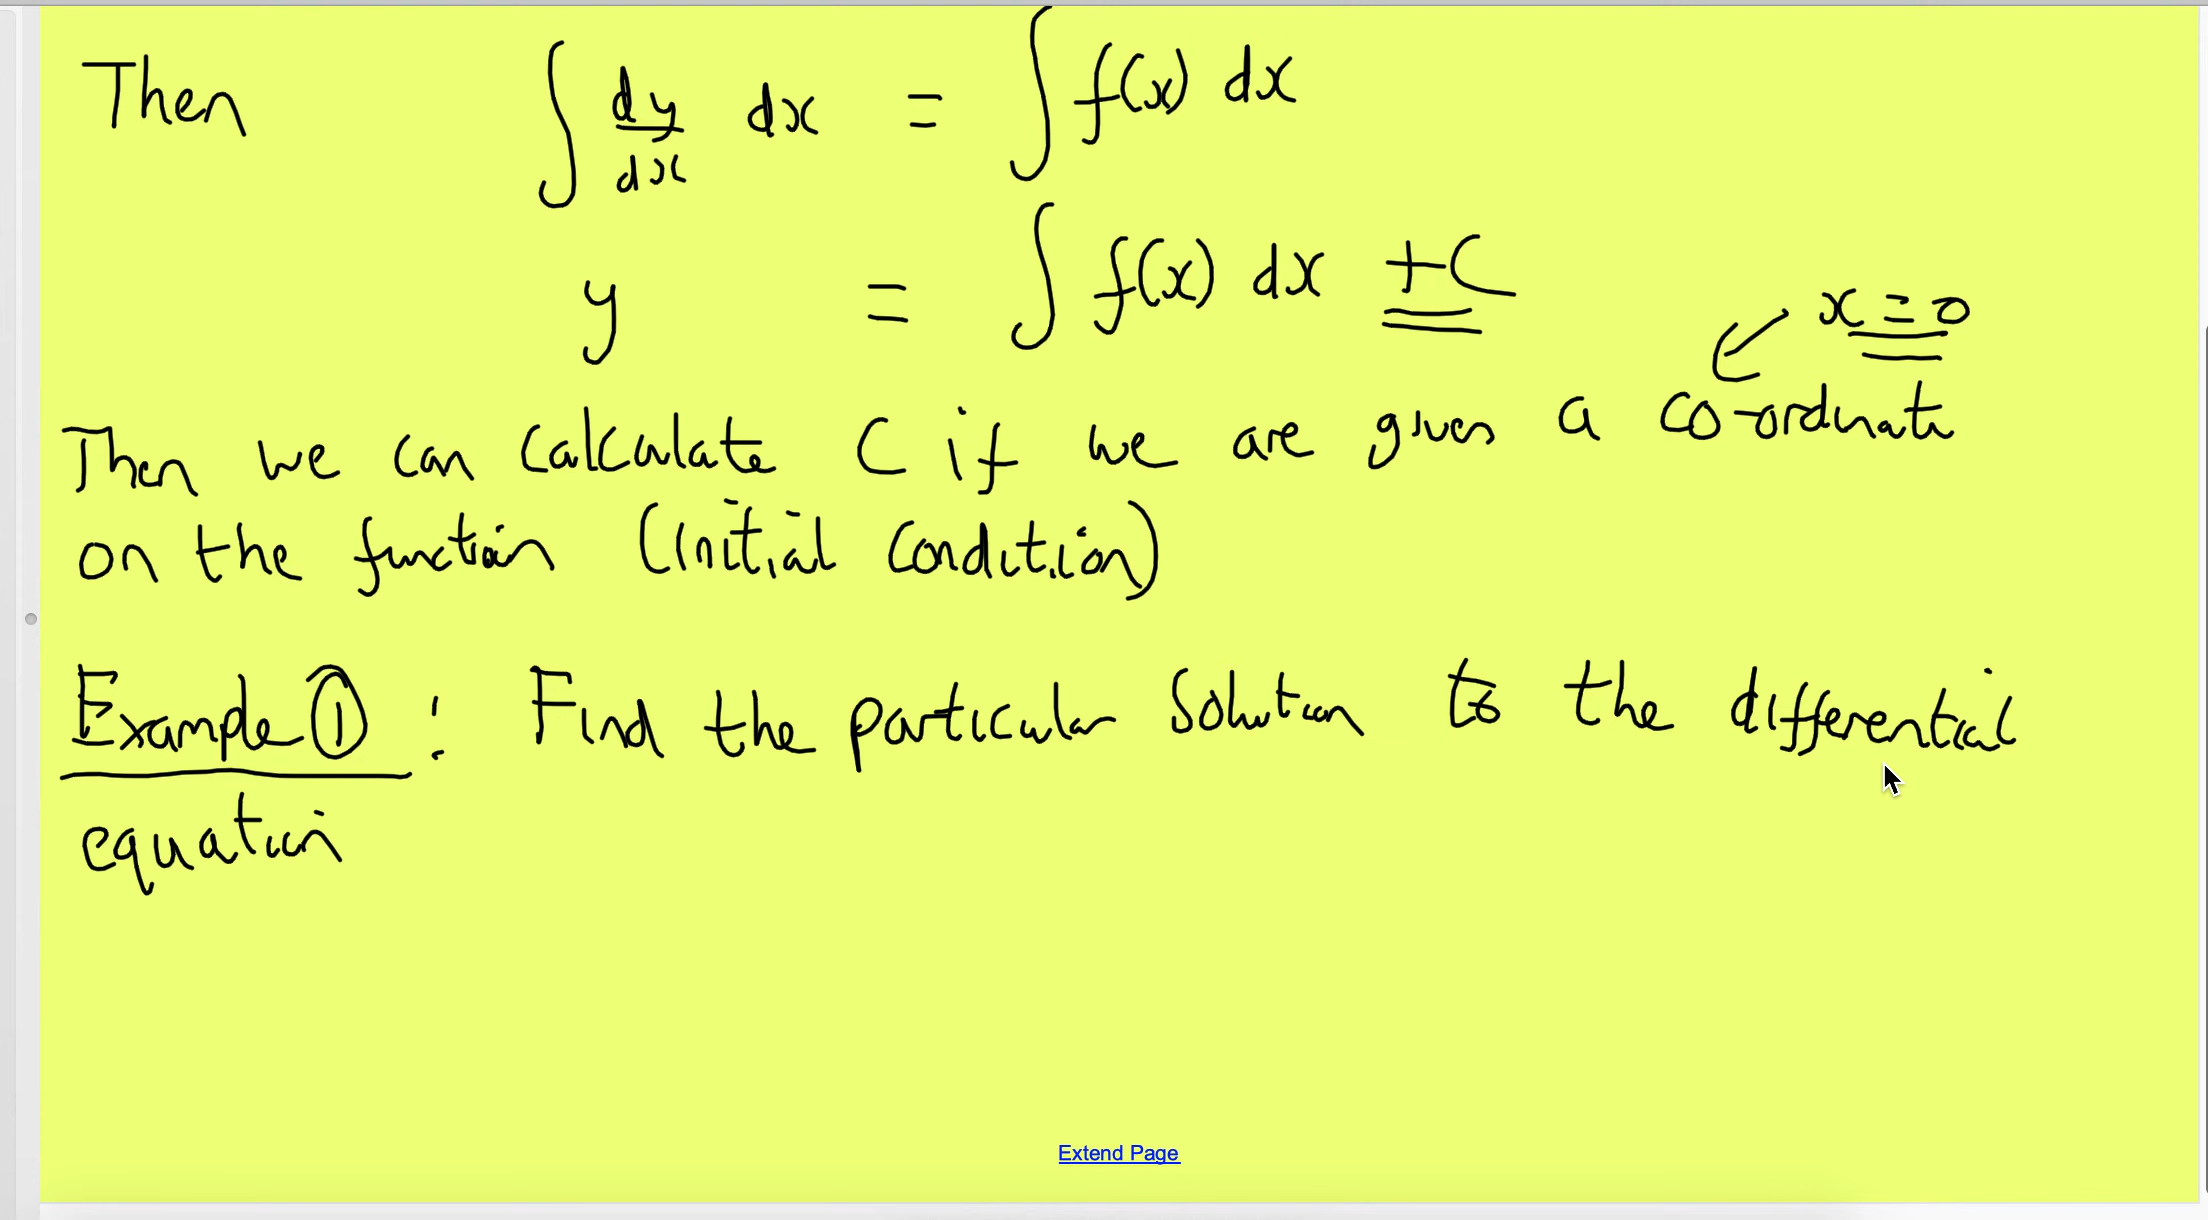 Then ∫ dy/dx dx = ∫ f(x) dx
y = ∫ f(x) dx + C
x = 0
Then we can calculate C if we are given a co-ordinate
on the function (Initial Condition)
Example ① : Find the particular solution to the differential
equation
Extend Page